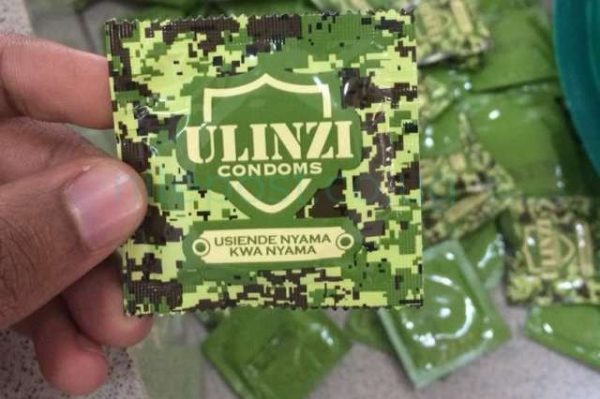 ULINZI
CONDOMS
USIENDE NYAMA
KWA NYAMA